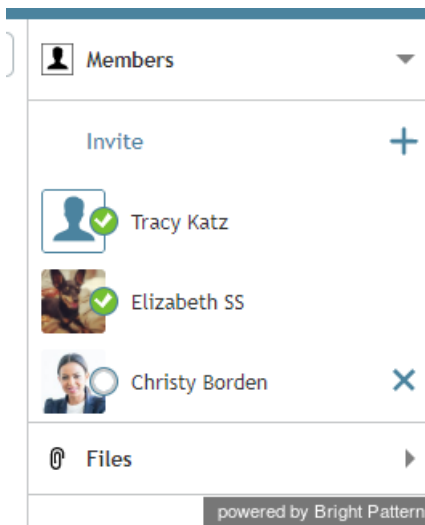 Members
Invite
Tracy Katz
Elizabeth SS
Christy Borden
Files
powered by Bright Pattern